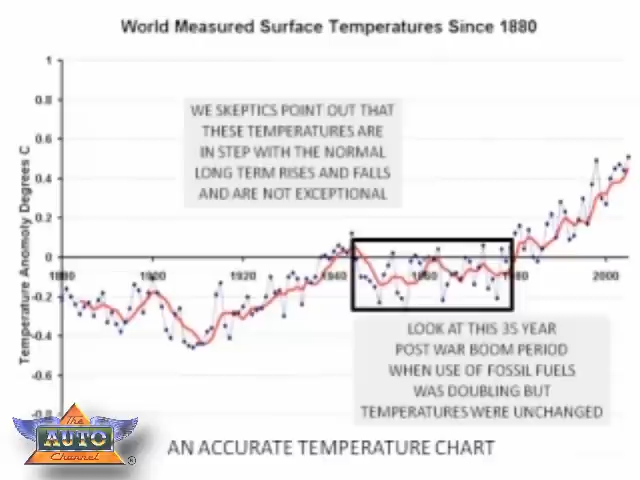 World Measured Surface Temperatures Since 1880
Temperature Anomoly Degrees C
1
0.8
0.6
0.4
0.2
0
-0.2
-0.4
-0.6
-0.8
1880
1900
1920
1940
1960
1980
2000
WE SKEPTICS POINT OUT THAT
THESE TEMPERATURES ARE
IN STEP WITH THE NORMAL
LONG TERM RISES AND FALLS
AND ARE NOT EXCEPTIONAL
LOOK AT THIS 35 YEAR
POST WAR BOOM PERIOD
WHEN USE OF FOSSIL FUELS
WAS DOUBLING BUT
TEMPERATURES WERE UNCHANGED
AN ACCURATE TEMPERATURE CHART
The
AUTO
Channel
®